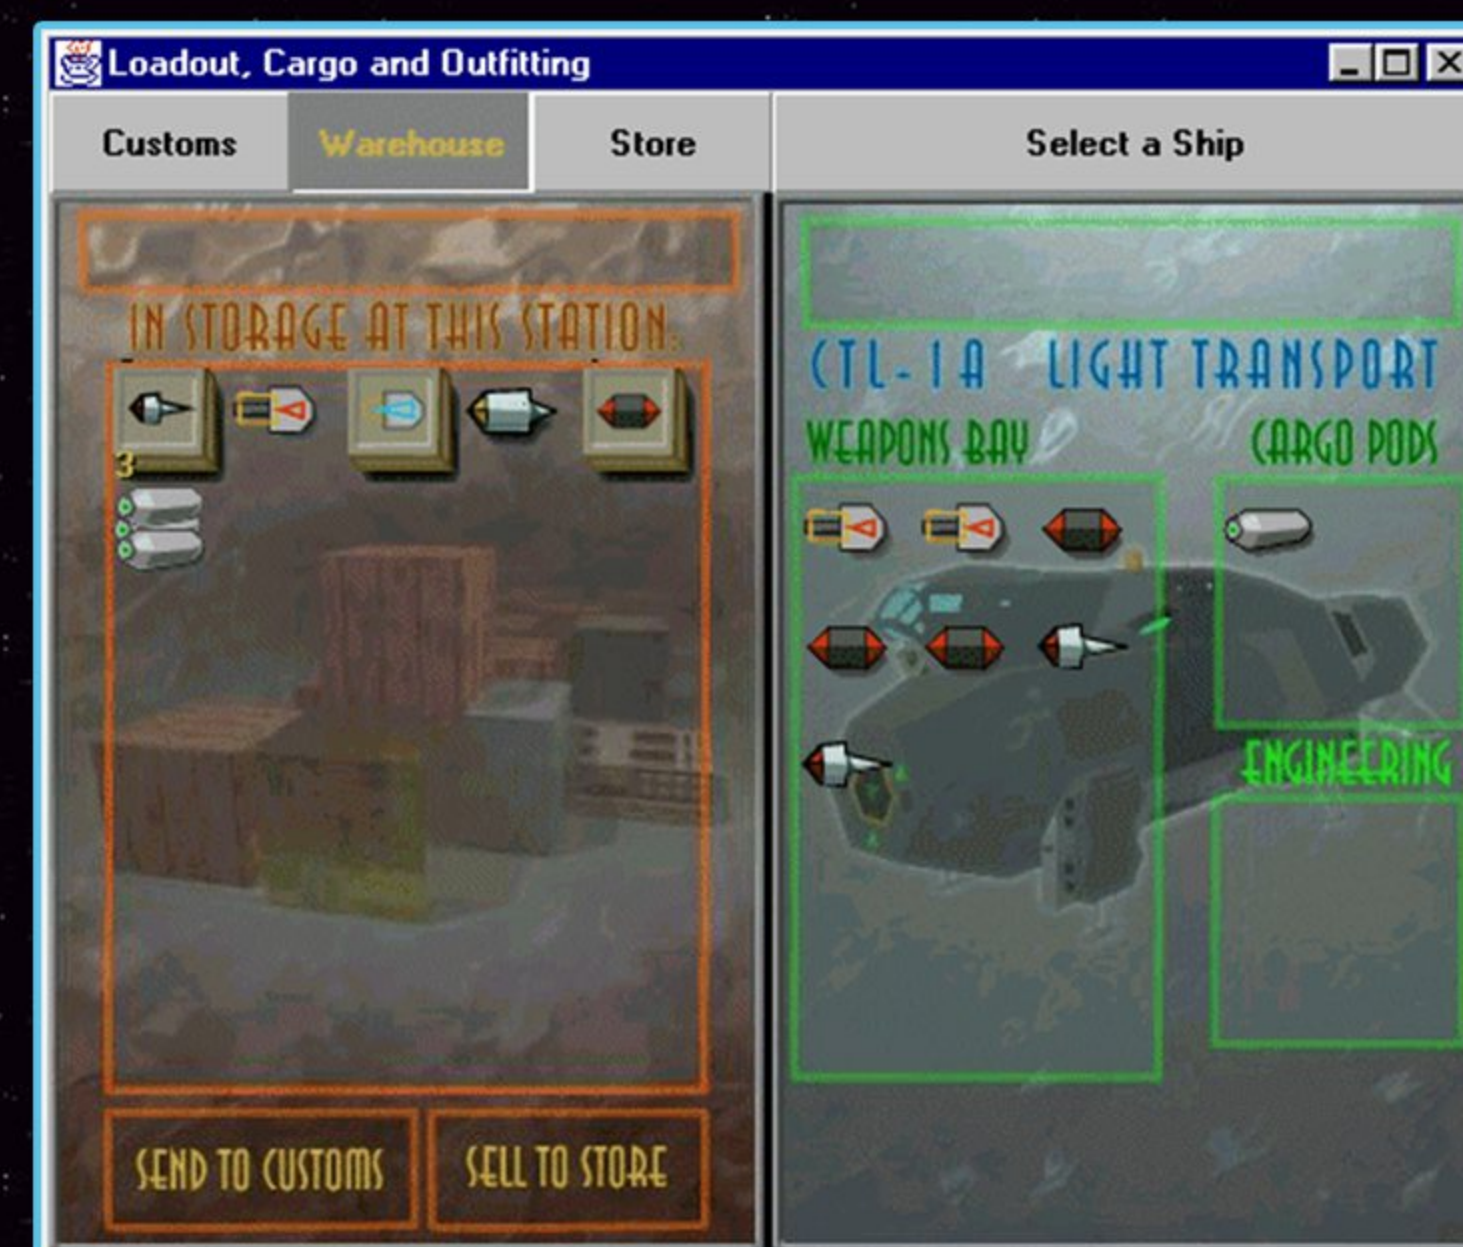 Loadout, Cargo and Outfitting
Customs
Warehouse
Store
Select a Ship
IN STORAGE AT THIS STATION:
3
SEND TO CUSTOMS
SELL TO STORE
CTL-1A LIGHT TRANSPORT
WEAPONS BAY
CARGO PODS
ENGINEERING